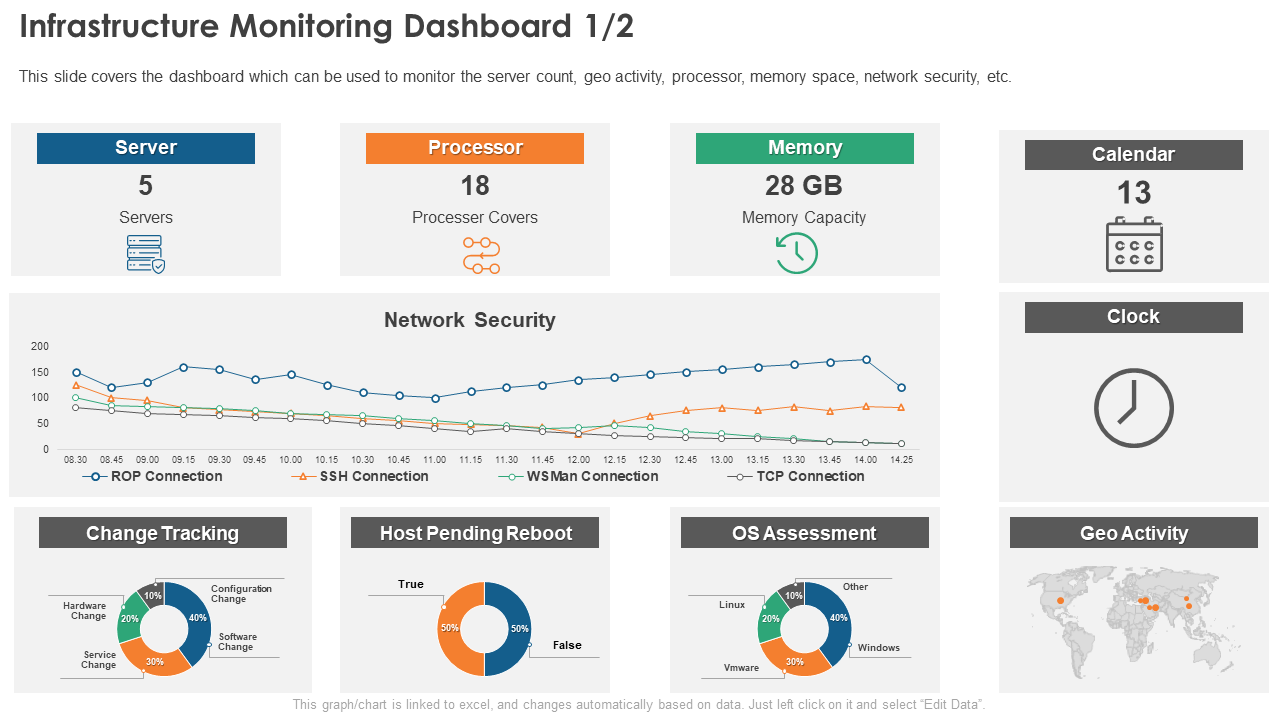 Infrastructure Monitoring Dashboard 1/2
This slide covers the dashboard which can be used to monitor the server count, geo activity, processor, memory space, network security, etc.
Server
5
Servers
Processor
18
Processer Covers
Memory
28 GB
Memory Capacity
Calendar
13
Network Security
200
150
100
50
0
08.30 08.45 09.00 09.15 09.30 09.45 10.00 10.15 10.30 10.45 11.00 11.15 11.30 11.45 12.00 12.15 12.30 12.45 13.00 13.15 13.30 13.45 14.00 14.25
ROP Connection SSH Connection WSMan Connection TCP Connection
Clock
Change Tracking
Configuration
Change
10%
Hardware
Change
20%
40%
Software
Change
Service
Change
30%
Host Pending Reboot
True
50%
50%
False
OS Assessment
Other
10%
Linux
20%
40%
Windows
Vmware
30%
Geo Activity
This graph/chart is linked to excel, and changes automatically based on data. Just left click on it and select “Edit Data”.